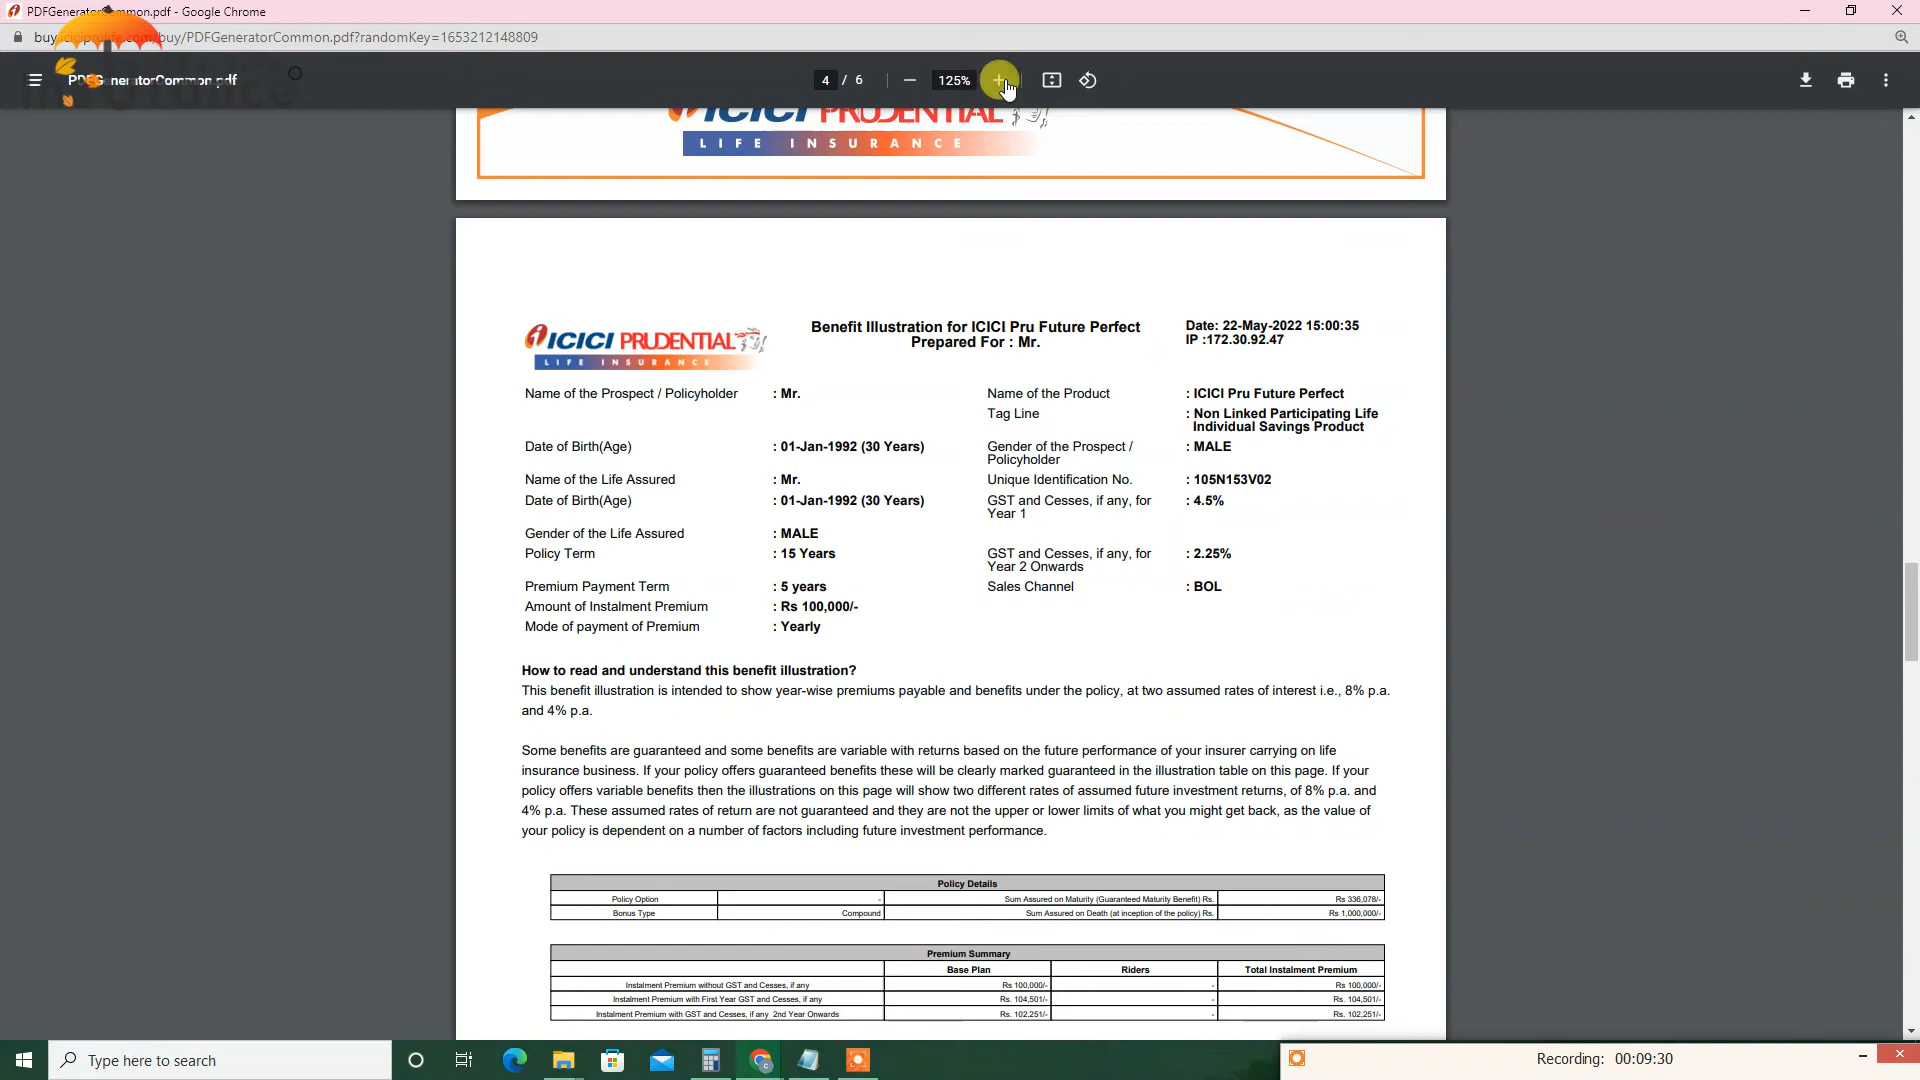 PDFGeneratorCommon.pdf - Google Chrome
buy.iciciprulife.com/buy/PDFGeneratorCommon.pdf?randomKey=1653212148809
PDFGeneratorCommon.pdf
4 / 6
125%
ICICI PRUDENTIAL
LIFE INSURANCE
ICICI PRUDENTIAL
LIFE INSURANCE
Benefit Illustration for ICICI Pru Future Perfect
Prepared For : Mr.
Date: 22-May-2022 15:00:35
IP :172.30.92.47
Name of the Prospect / Policyholder : Mr.
Name of the Product : ICICI Pru Future Perfect
Tag Line : Non Linked Participating Life
Individual Savings Product
Date of Birth(Age) : 01-Jan-1992 (30 Years)
Gender of the Prospect / : MALE
Policyholder
Name of the Life Assured : Mr.
Unique Identification No. : 105N153V02
Date of Birth(Age) : 01-Jan-1992 (30 Years)
GST and Cesses, if any, for : 4.5%
Year 1
Gender of the Life Assured : MALE
Policy Term : 15 Years
GST and Cesses, if any, for : 2.25%
Year 2 Onwards
Premium Payment Term : 5 years
Sales Channel : BOL
Amount of Instalment Premium : Rs 100,000/-
Mode of payment of Premium : Yearly
How to read and understand this benefit illustration?
This benefit illustration is intended to show year-wise premiums payable and benefits under the policy, at two assumed rates of interest i.e., 8% p.a.
and 4% p.a.
Some benefits are guaranteed and some benefits are variable with returns based on the future performance of your insurer carrying on life
insurance business. If your policy offers guaranteed benefits these will be clearly marked guaranteed in the illustration table on this page. If your
policy offers variable benefits then the illustrations on this page will show two different rates of assumed future investment returns, of 8% p.a. and
4% p.a. These assumed rates of return are not guaranteed and they are not the upper or lower limits of what you might get back, as the value of
your policy is dependent on a number of factors including future investment performance.
Policy Details
Policy Option - Sum Assured on Maturity (Guaranteed Maturity Benefit) Rs. Rs 336,078/-
Bonus Type Compound Sum Assured on Death (at inception of the policy) Rs. Rs 1,000,000/-
Premium Summary
Base Plan Riders Total Instalment Premium
Instalment Premium without GST and Cesses, if any Rs 100,000/- - Rs 100,000/-
Instalment Premium with First Year GST and Cesses, if any Rs. 104,501/- - Rs. 104,501/-
Instalment Premium with GST and Cesses, if any 2nd Year Onwards Rs. 102,251/- - Rs. 102,251/-
Type here to search
Recording: 00:09:30